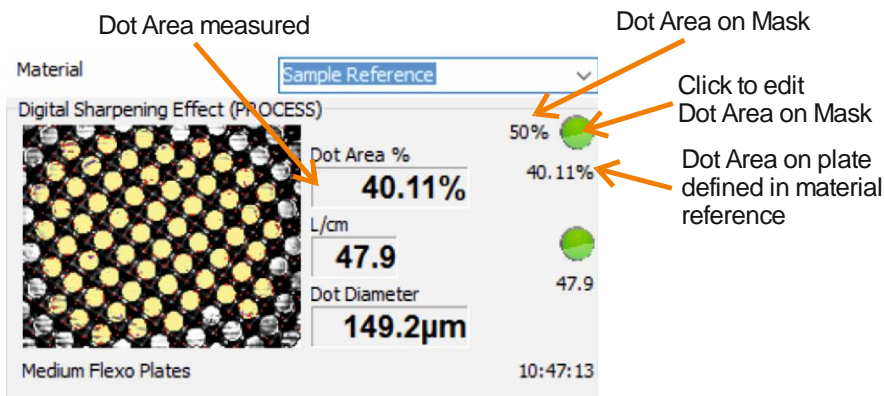 Dot Area measured
Dot Area on Mask
Material
Sample Reference
Click to edit
Dot Area on Mask
Digital Sharpening Effect (PROCESS)
50%
Dot Area %
40.11%
40.11%
Dot Area on plate
defined in material
reference
L/cm
47.9
47.9
Dot Diameter
149.2µm
Medium Flexo Plates
10:47:13